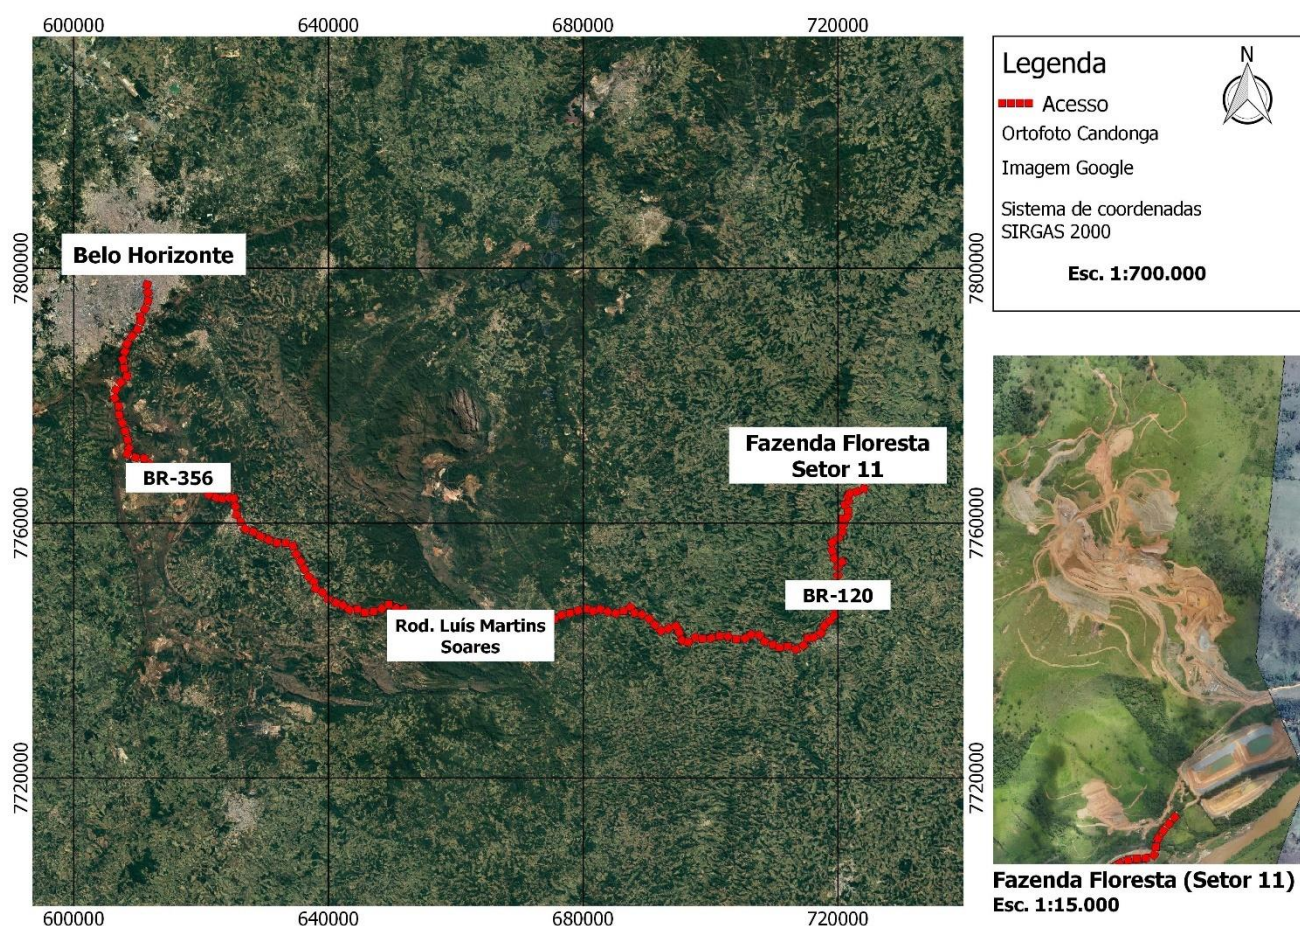 600000
640000
680000
720000
7800000
7760000
7720000
Belo Horizonte
BR-356
Rod. Luís Martins
Soares
Fazenda Floresta
Setor 11
BR-120
7800000
7760000
7720000
600000
640000
680000
720000
Legenda
N
Acesso
Ortofoto Candonga
Imagem Google
Sistema de coordenadas
SIRGAS 2000
Esc. 1:700.000
Fazenda Floresta (Setor 11)
Esc. 1:15.000